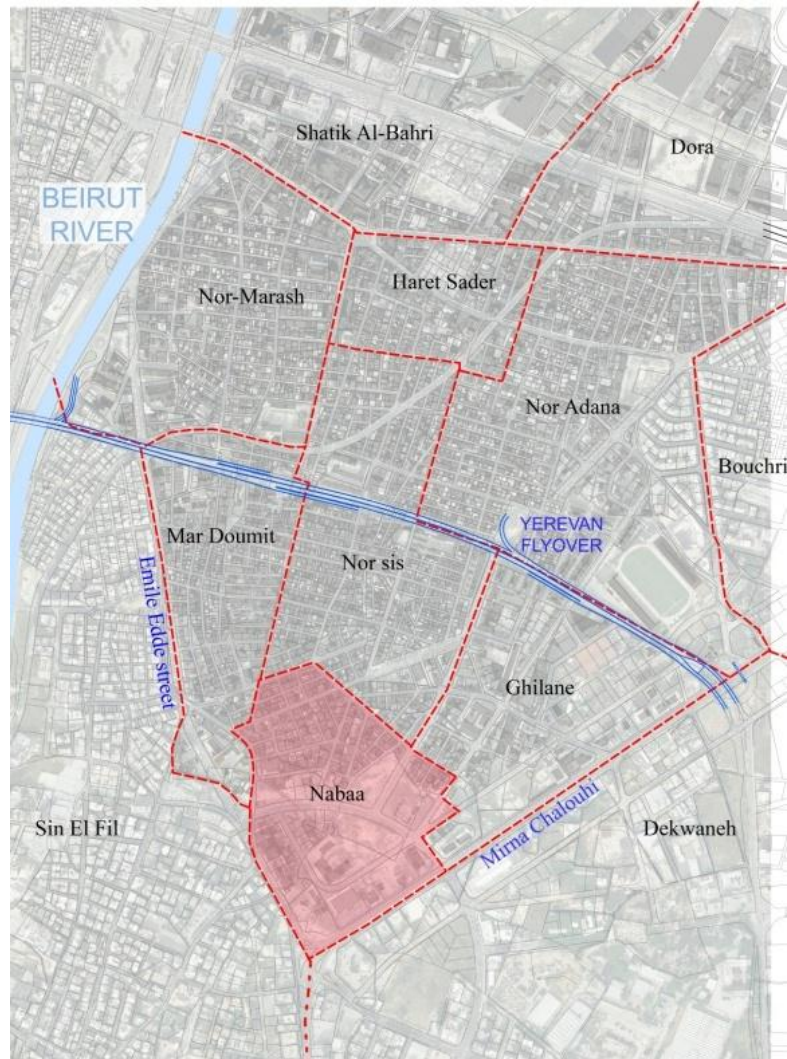 Shatik Al-Bahri
Dora
BEIRUT
RIVER
Nor-Marash
Haret Sader
Nor Adana
Bouchri
YEREVAN
FLYOVER
Mar Doumit
Nor sis
Emile Edde street
Ghilane
Nabaa
Sin El Fil
Mirna Chalouhi
Dekwaneh